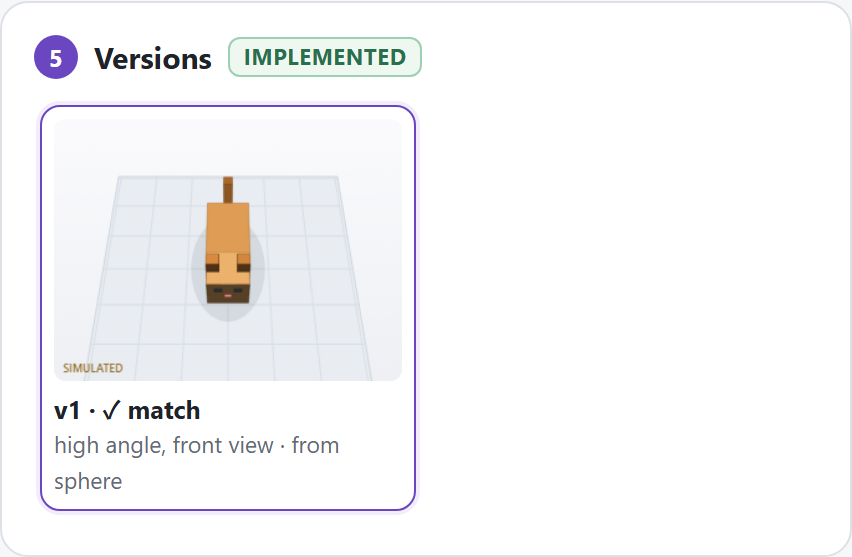 5 Versions IMPLEMENTED
SIMULATED
v1 · ✓ match
high angle, front view · from
sphere